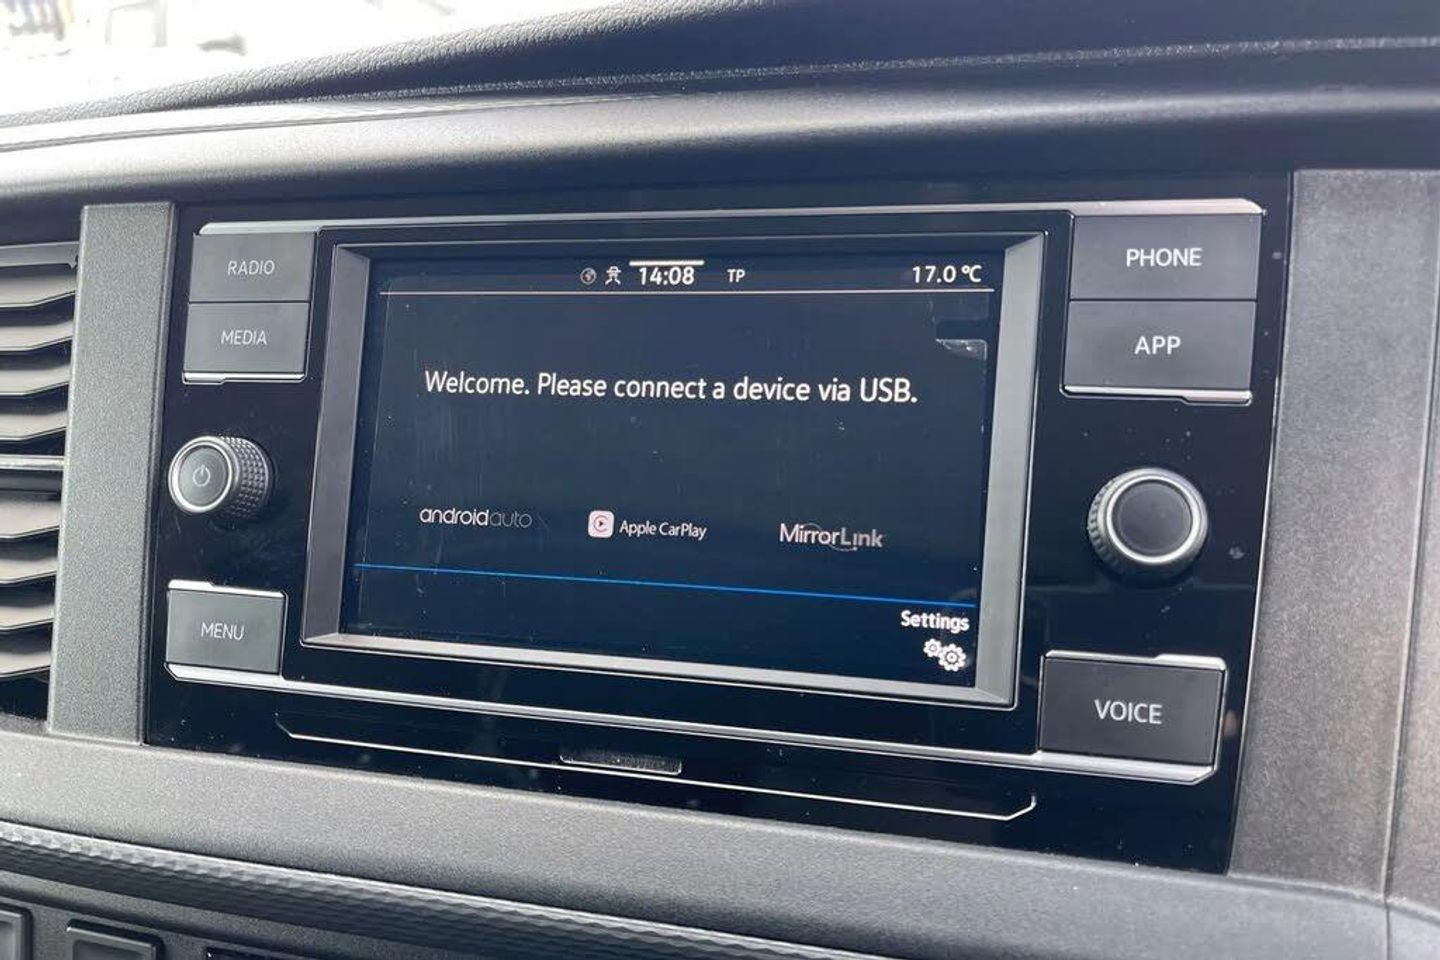 RADIO
MEDIA
MENU
14:08
TP
17.0 °C
Welcome. Please connect a device via USB.
androidauto
Apple CarPlay
MirrorLink
Settings
PHONE
APP
VOICE